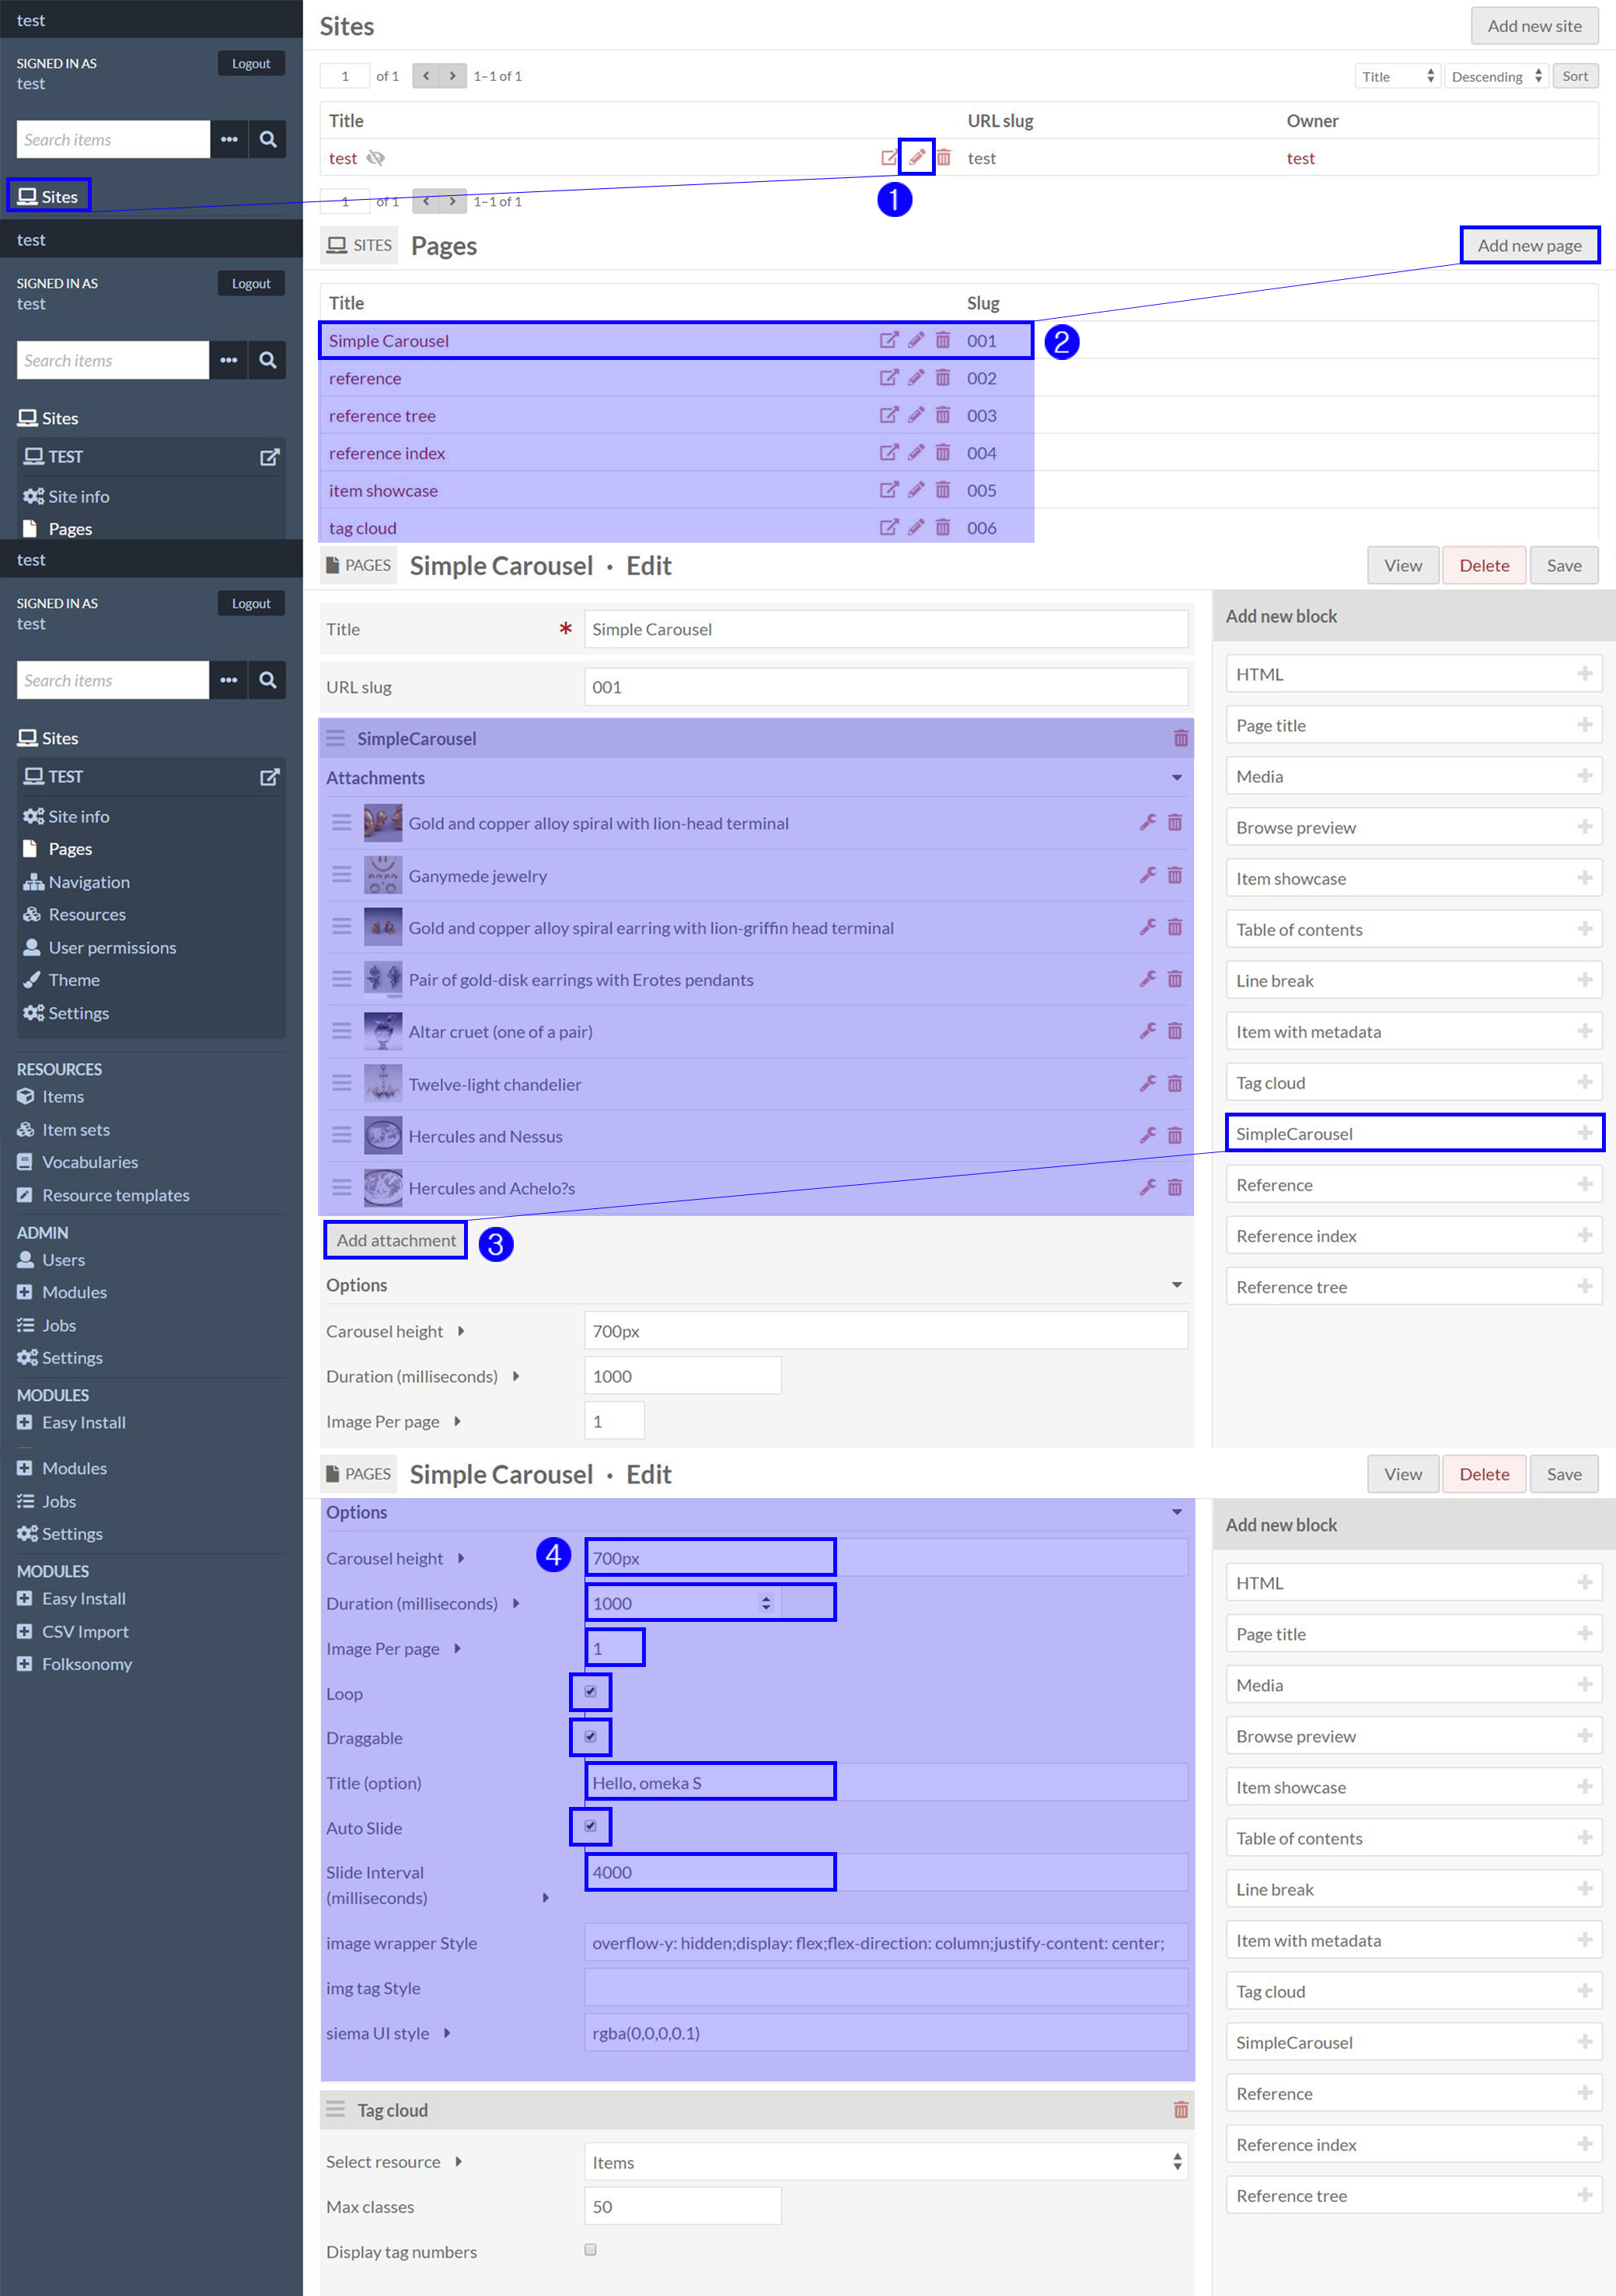 test
SIGNED IN AS
Logout
test
Search items
Sites
Sites
Add new site
1 of 1 1–1 of 1
Title Descending Sort
Title URL slug Owner
test test test
1
1 of 1 1–1 of 1
test
SIGNED IN AS
Logout
test
Search items
Sites
TEST
Site info
Pages
SITES Pages
Add new page
Title Slug
Simple Carousel 001
2
reference 002
reference tree 003
reference index 004
item showcase 005
tag cloud 006
test
SIGNED IN AS
Logout
test
Search items
Sites
TEST
Site info
Pages
Navigation
Resources
User permissions
Theme
Settings
RESOURCES
Items
Item sets
Vocabularies
Resource templates
ADMIN
Users
Modules
Jobs
Settings
MODULES
Easy Install
PAGES Simple Carousel · Edit
View Delete Save
Title * Simple Carousel
URL slug 001
SimpleCarousel
Attachments
Gold and copper alloy spiral with lion-head terminal
Ganymede jewelry
Gold and copper alloy spiral earring with lion-griffin head terminal
Pair of gold-disk earrings with Erotes pendants
Altar cruet (one of a pair)
Twelve-light chandelier
Hercules and Nessus
Hercules and Achelo?s
Add attachment
3
Options
Carousel height 700px
Duration (milliseconds) 1000
Image Per page 1
Add new block
HTML
Page title
Media
Browse preview
Item showcase
Table of contents
Line break
Item with metadata
Tag cloud
SimpleCarousel
Reference
Reference index
Reference tree
Modules
Jobs
Settings
MODULES
Easy Install
CSV Import
Folksonomy
PAGES Simple Carousel · Edit
View Delete Save
Options
4
Carousel height 700px
Duration (milliseconds) 1000
Image Per page 1
Loop
Draggable
Title (option) Hello, omeka S
Auto Slide
Slide Interval 4000
(milliseconds)
image wrapper Style overflow-y: hidden;display: flex;flex-direction: column;justify-content: center;
img tag Style
siema UI style rgba(0,0,0,0.1)
Tag cloud
Select resource Items
Max classes 50
Display tag numbers
Add new block
HTML
Page title
Media
Browse preview
Item showcase
Table of contents
Line break
Item with metadata
Tag cloud
SimpleCarousel
Reference
Reference index
Reference tree